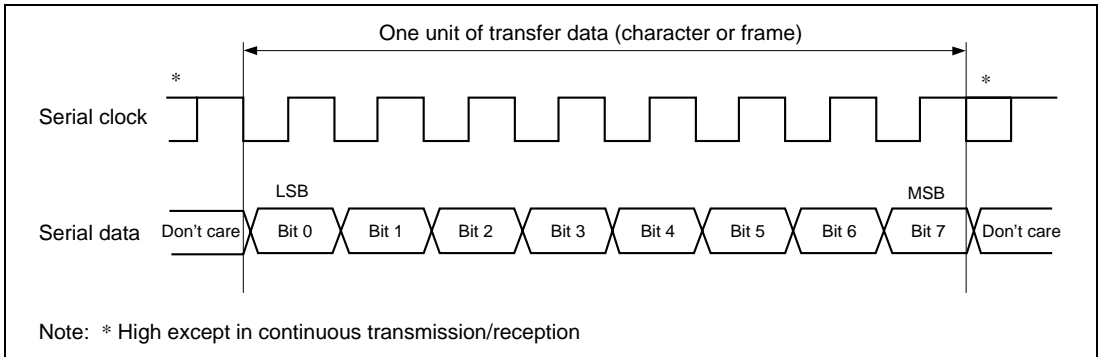 One unit of transfer data (character or frame)
* *
Serial clock
LSB MSB
Serial data Don't care Bit 0 Bit 1 Bit 2 Bit 3 Bit 4 Bit 5 Bit 6 Bit 7 Don't care
Note: * High except in continuous transmission/reception